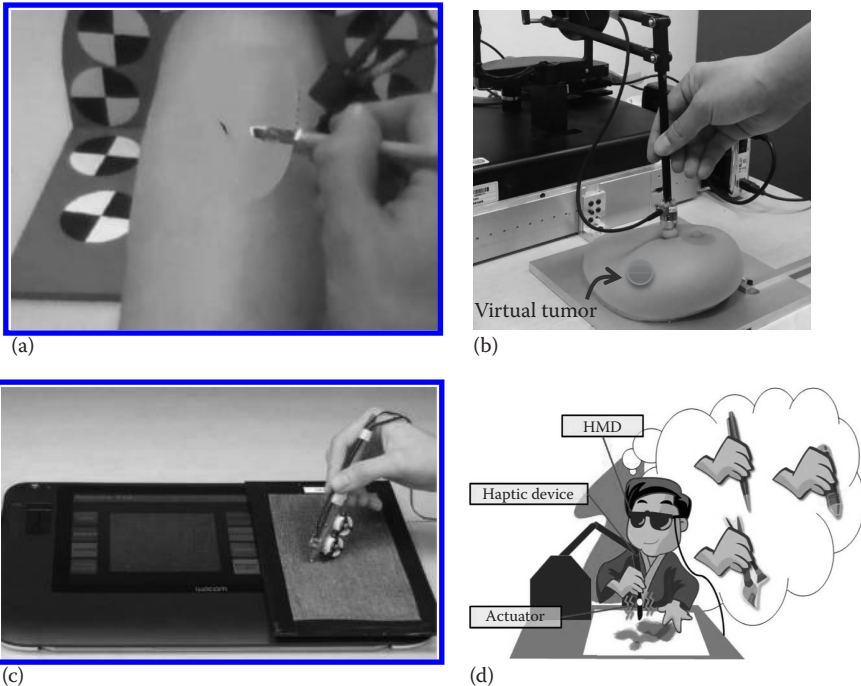 Virtual tumor
(a)
(b)
HMD
Haptic device
Actuator
wacom
(c)
(d)